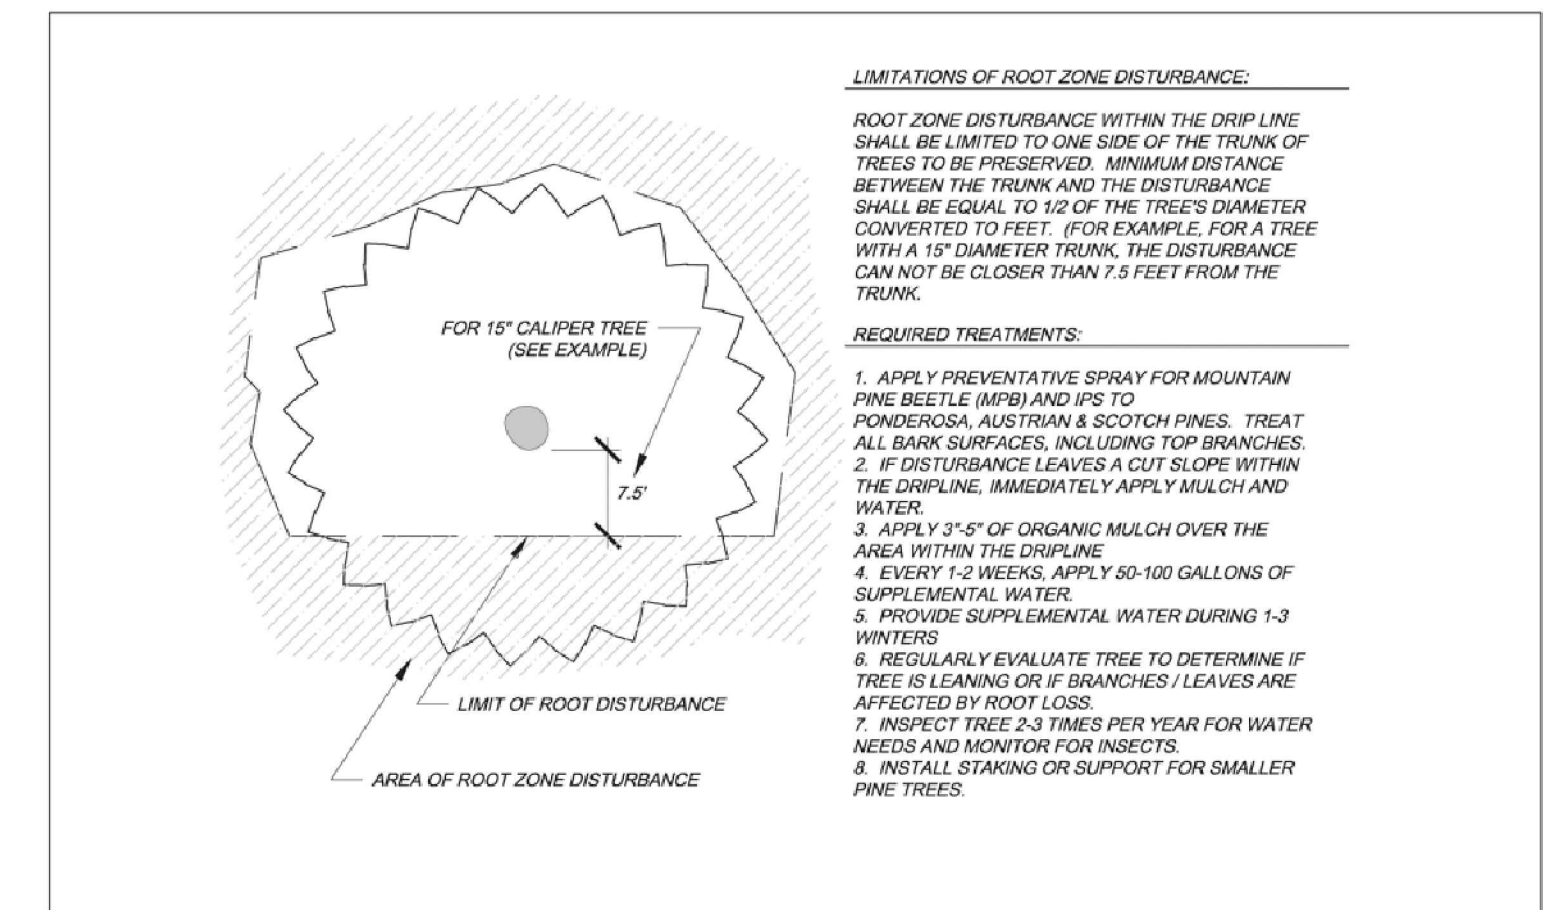 LIMITATIONS OF ROOT ZONE DISTURBANCE:
ROOT ZONE DISTURBANCE WITHIN THE DRIP LINE
SHALL BE LIMITED TO ONE SIDE OF THE TRUNK OF
TREES TO BE PRESERVED. MINIMUM DISTANCE
BETWEEN THE TRUNK AND THE DISTURBANCE
SHALL BE EQUAL TO 1/2 OF THE TREE'S DIAMETER
CONVERTED TO FEET. (FOR EXAMPLE, FOR A TREE
WITH A 15" DIAMETER TRUNK, THE DISTURBANCE
CAN NOT BE CLOSER THAN 7.5 FEET FROM THE
TRUNK.
REQUIRED TREATMENTS:
1. APPLY PREVENTATIVE SPRAY FOR MOUNTAIN
PINE BEETLE (MPB) AND IPS TO
PONDEROSA, AUSTRIAN & SCOTCH PINES. TREAT
ALL BARK SURFACES, INCLUDING TOP BRANCHES.
2. IF DISTURBANCE LEAVES A CUT SLOPE WITHIN
THE DRIPLINE, IMMEDIATELY APPLY MULCH AND
WATER.
3. APPLY 3"-5" OF ORGANIC MULCH OVER THE
AREA WITHIN THE DRIPLINE
4. EVERY 1-2 WEEKS, APPLY 50-100 GALLONS OF
SUPPLEMENTAL WATER.
5. PROVIDE SUPPLEMENTAL WATER DURING 1-3
WINTERS
6. REGULARLY EVALUATE TREE TO DETERMINE IF
TREE IS LEANING OR IF BRANCHES / LEAVES ARE
AFFECTED BY ROOT LOSS.
7. INSPECT TREE 2-3 TIMES PER YEAR FOR WATER
NEEDS AND MONITOR FOR INSECTS.
8. INSTALL STAKING OR SUPPORT FOR SMALLER
PINE TREES.
FOR 15" CALIPER TREE
(SEE EXAMPLE)
7.5'
LIMIT OF ROOT DISTURBANCE
AREA OF ROOT ZONE DISTURBANCE